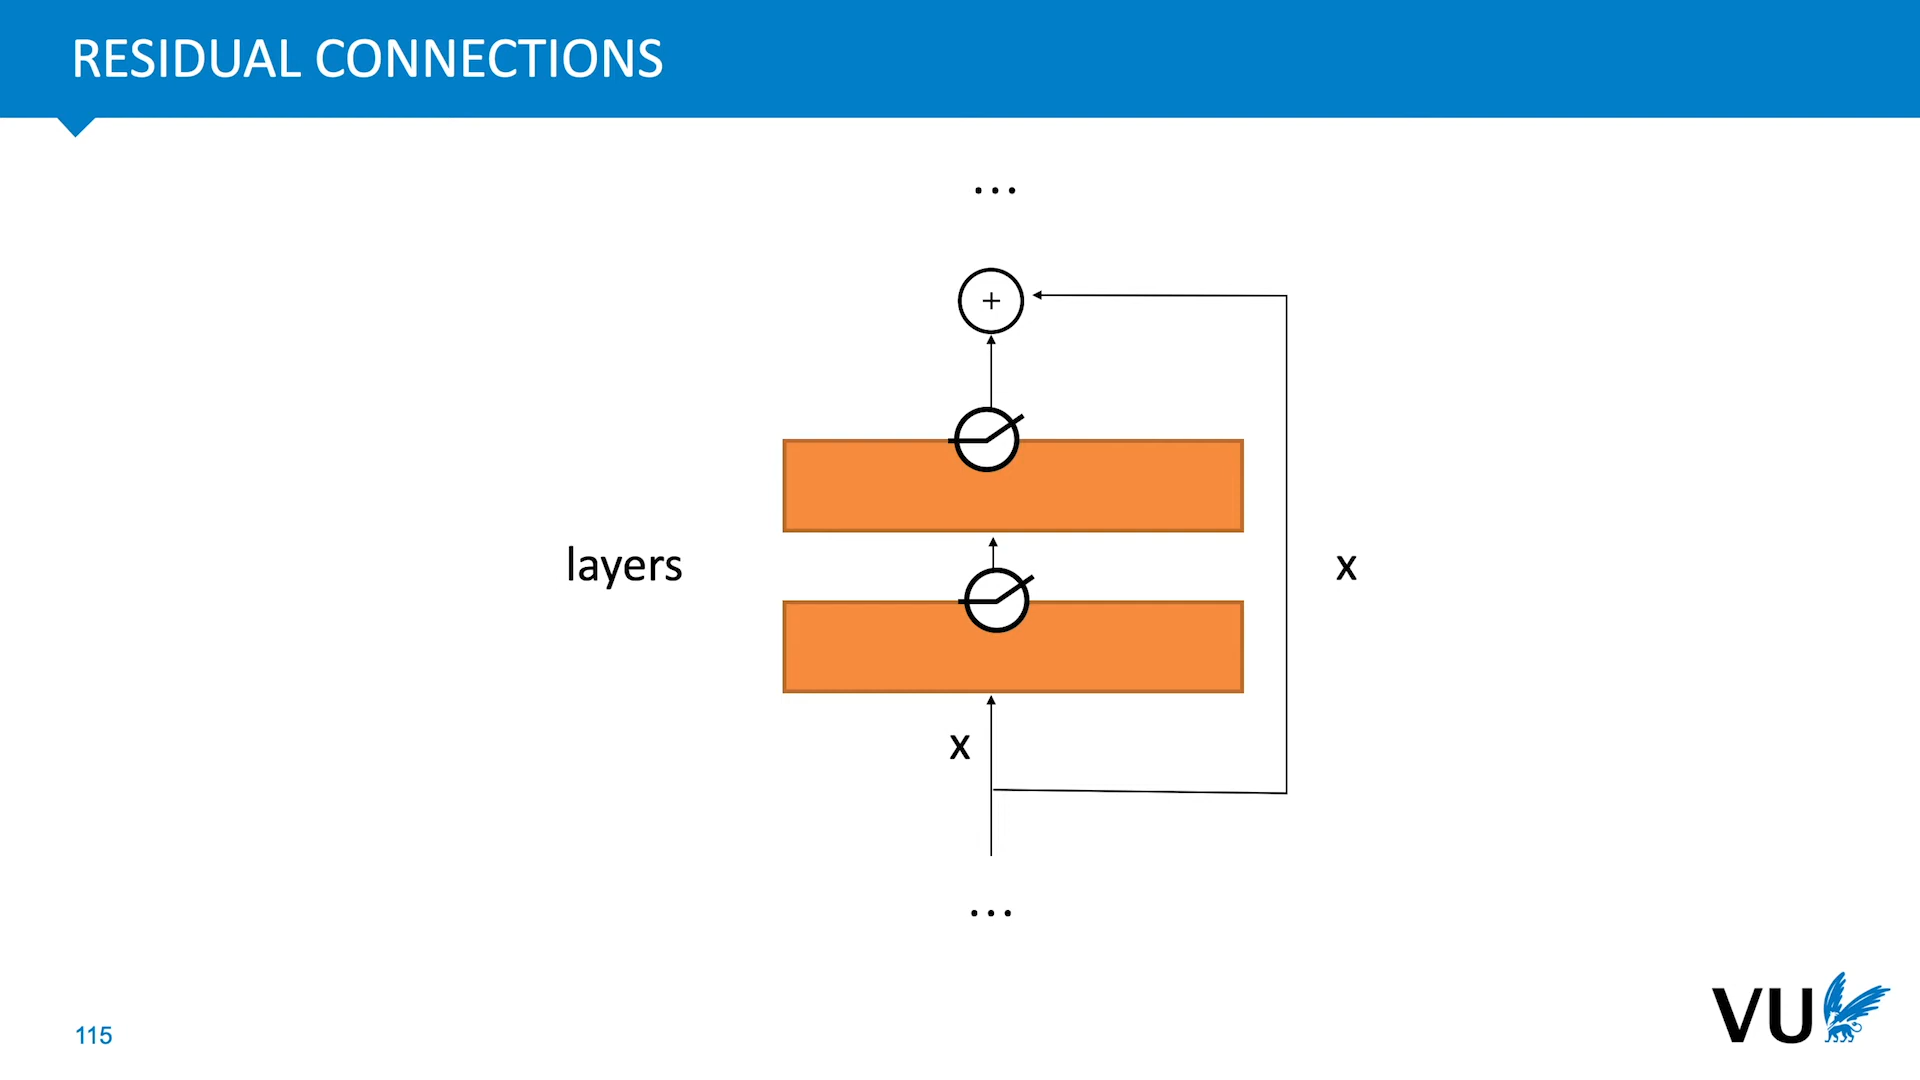 RESIDUAL CONNECTIONS
...
+
layers
x
x
...
115
VU